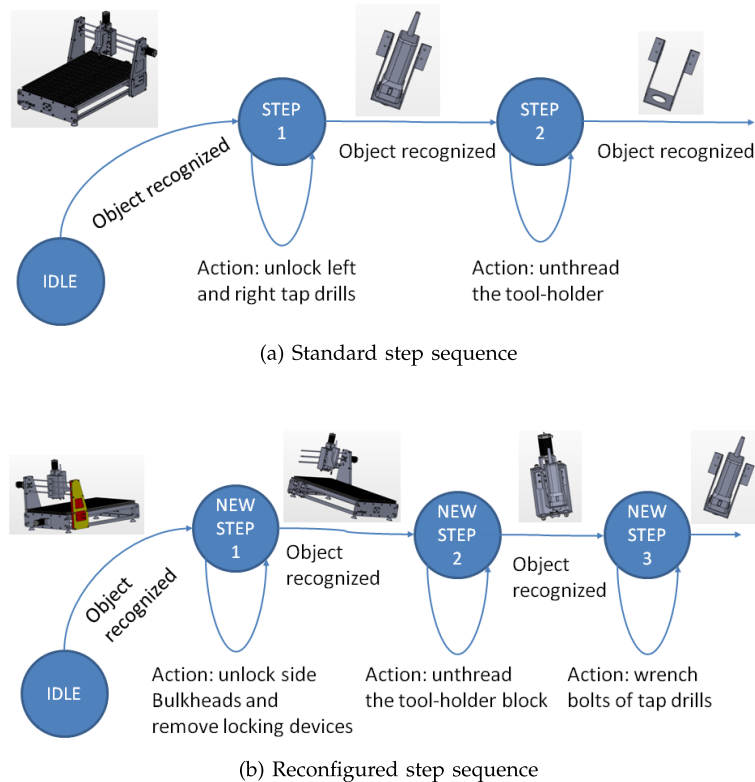 STEP
1
STEP
2
Object recognized
Object recognized
Object recognized
IDLE
Action: unlock left
and right tap drills
Action: unthread
the tool-holder
(a) Standard step sequence
NEW
STEP
1
NEW
STEP
2
NEW
STEP
3
Object
recognized
Object
recognized
Object
recognized
IDLE
Action: unlock side
Bulkheads and
remove locking devices
Action: unthread
the tool-holder block
Action: wrench
bolts of tap drills
(b) Reconfigured step sequence